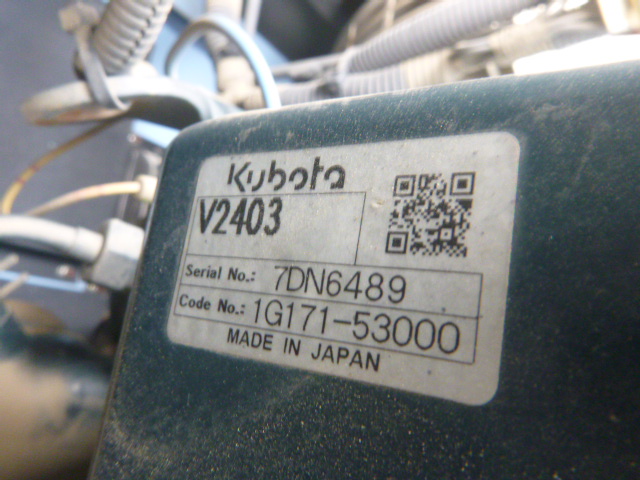 Kubota
V2403
Serial No.: 7DN6489
Code No.: 1G171-53000
MADE IN JAPAN